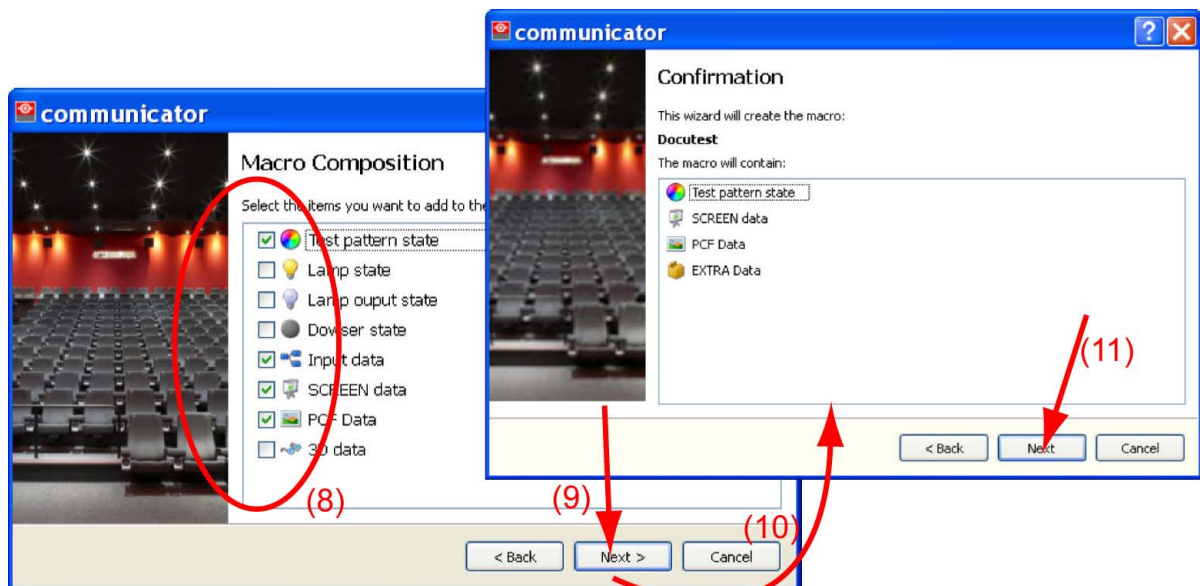 communicator
Macro Composition
Select the items you want to add to the
Test pattern state
Lamp state
Lamp ouput state
Dowser state
Input data
SCREEN data
PCF Data
3D data
(8)
(9)
(10)
< Back
Next >
Cancel
communicator
Confirmation
This wizard will create the macro:
Docutest
The macro will contain:
Test pattern state
SCREEN data
PCF Data
EXTRA Data
(11)
< Back
Next
Cancel